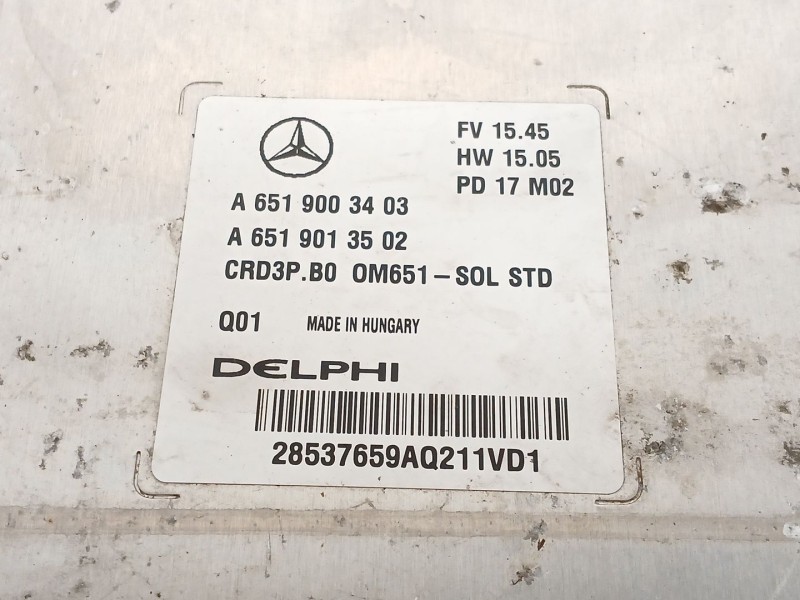 FV 15.45
HW 15.05
PD 17 M02
A 651 900 34 03
A 651 901 35 02
CRD3P.B0 OM651-SOL STD
Q01 MADE IN HUNGARY
DELPHI
28537659AQ211VD1